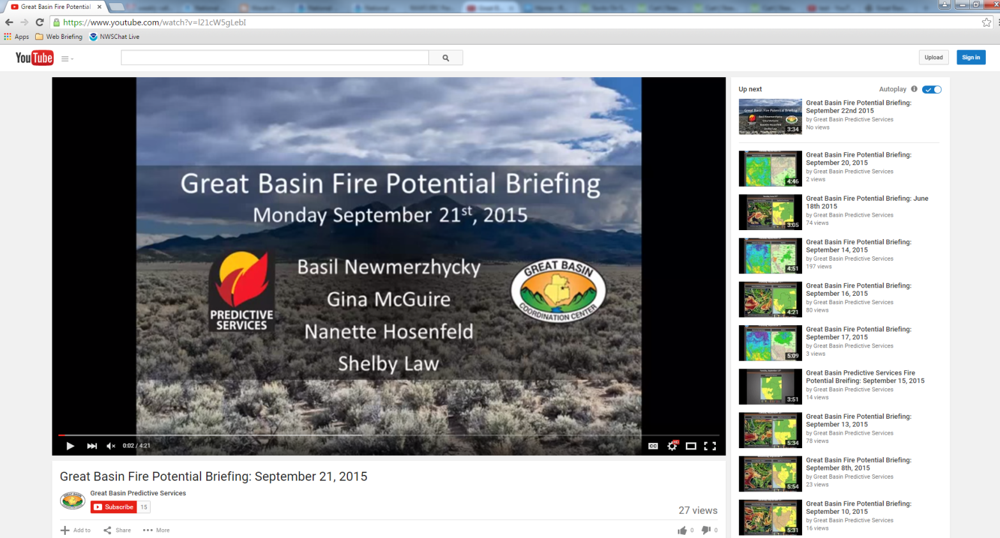 Great Basin Fire Potential
https://www.youtube.com/watch?v=l21cW5gLebI
Apps
Web Briefing
NWSChat Live
YouTube
Upload
Sign in
Great Basin Fire Potential Briefing
Monday September 21st, 2015
Basil Newmerzhycky
Gina McGuire
Nanette Hosenfeld
Shelby Law
PREDICTIVE
SERVICES
GREAT BASIN
COORDINATION CENTER
0:02 / 4:21
CC
HD
Great Basin Fire Potential Briefing: September 21, 2015
Great Basin Predictive Services
Subscribe
15
27 views
Add to
Share
More
0
0
Up next
Autoplay
Great Basin Fire Potential Briefing
3:34
Great Basin Fire Potential Briefing:
September 22nd 2015
by Great Basin Predictive Services
No views
4:46
Great Basin Fire Potential Briefing:
September 20, 2015
by Great Basin Predictive Services
2 views
3:05
Great Basin Fire Potential Briefing: June
18th 2015
by Great Basin Predictive Services
74 views
4:51
Great Basin Fire Potential Briefing:
September 14, 2015
by Great Basin Predictive Services
197 views
4:21
Great Basin Fire Potential Briefing:
September 16, 2015
by Great Basin Predictive Services
80 views
5:09
Great Basin Fire Potential Briefing:
September 17, 2015
by Great Basin Predictive Services
3 views
3:51
Great Basin Predictive Services Fire
Potential Breifing: September 15, 2015
by Great Basin Predictive Services
14 views
5:34
Great Basin Fire Potential Briefing:
September 13, 2015
by Great Basin Predictive Services
78 views
5:54
Great Basin Fire Potential Briefing:
September 8th, 2015
by Great Basin Predictive Services
23 views
5:31
Great Basin Fire Potential Briefing:
September 10, 2015
by Great Basin Predictive Services
16 views